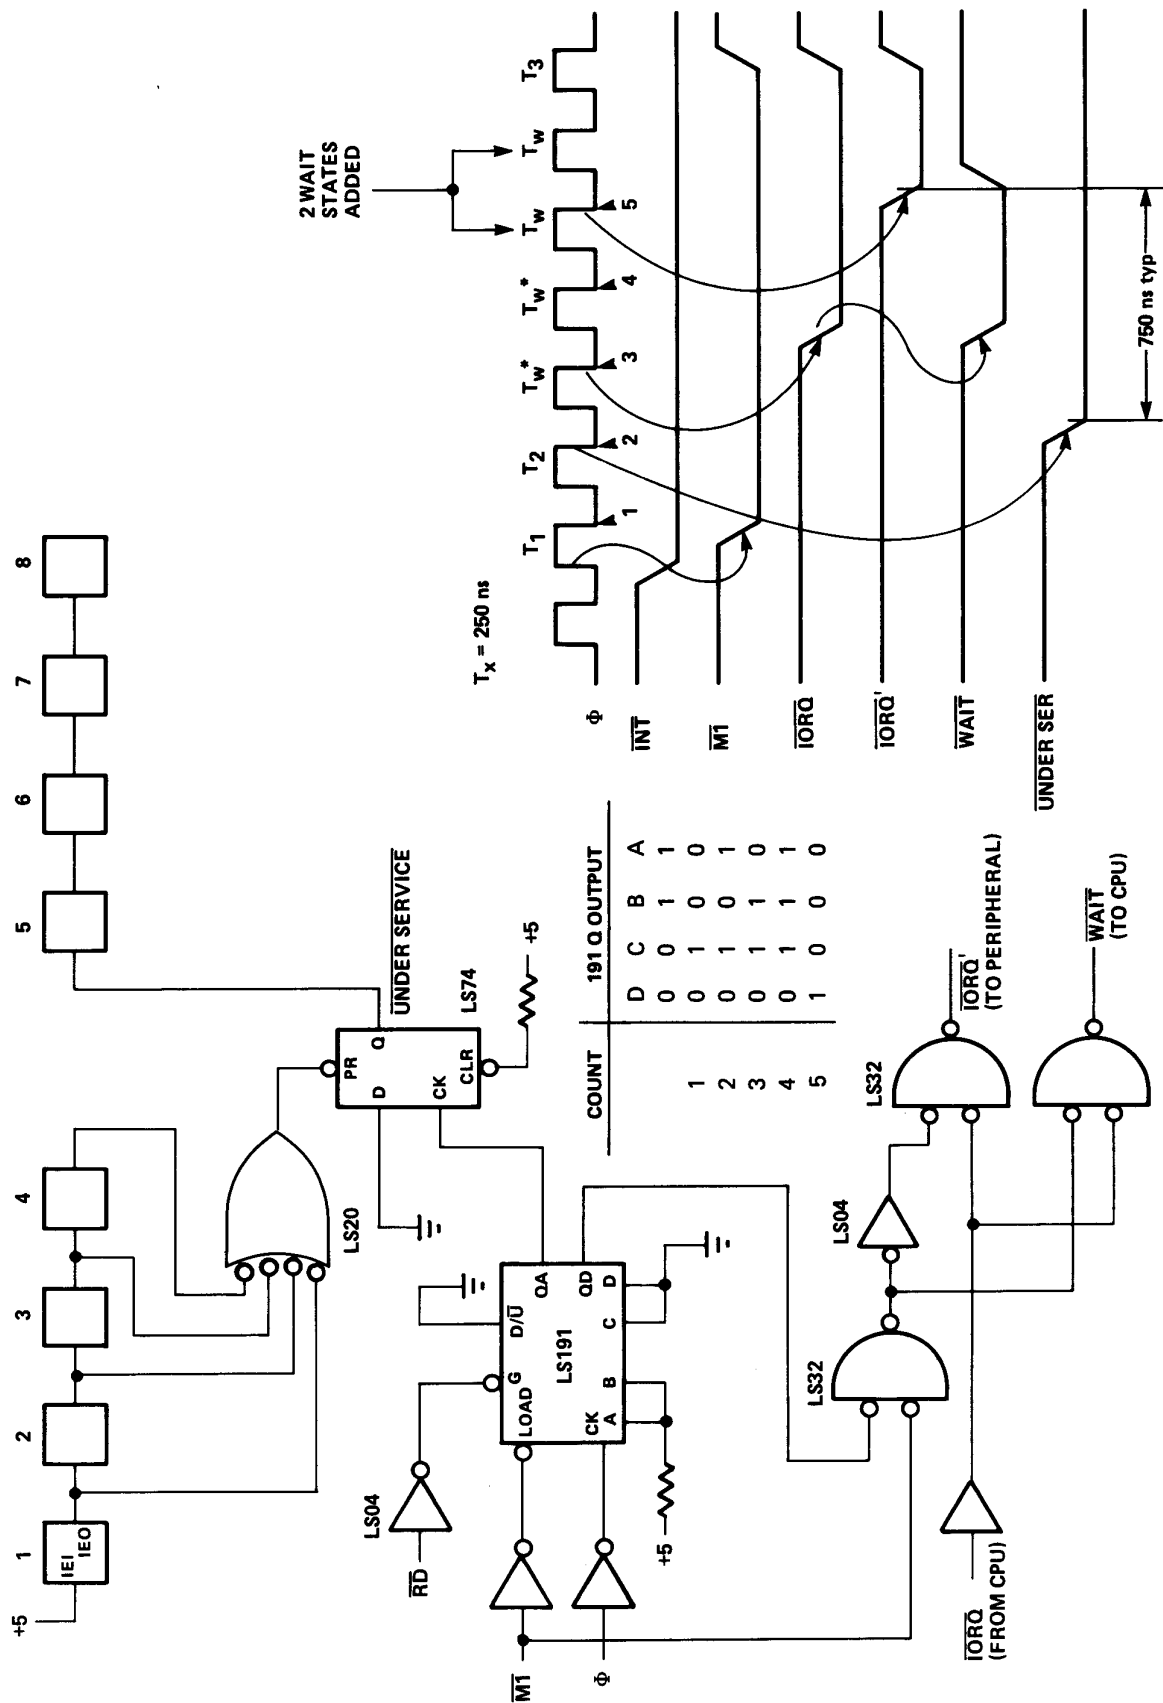 +5
1
IEI
IEO
2
3
4
5
6
7
8
LS20
PR
D
Q
CK
CLR
UNDER SERVICE
LS74
+5
RD
LS04
G
D/U
LOAD
LS191
QA
CK
QD
A
B
C
D
+5
M1
Φ
LS32
LS04
LS32
IORQ
(FROM CPU)
IORQ'
(TO PERIPHERAL)
WAIT
(TO CPU)
COUNT 191 Q OUTPUT
D C B A
0 0 1 1
1 0 1 0 0
2 0 1 0 1
3 0 1 1 0
4 0 1 1 1
5 1 0 0 0
2 WAIT
STATES
ADDED
Tx = 250 ns
T1 T2 Tw* Tw* Tw Tw T3
Φ
1 2 3 4 5
INT
M1
IORQ
IORQ'
WAIT
UNDER SER
750 ns typ